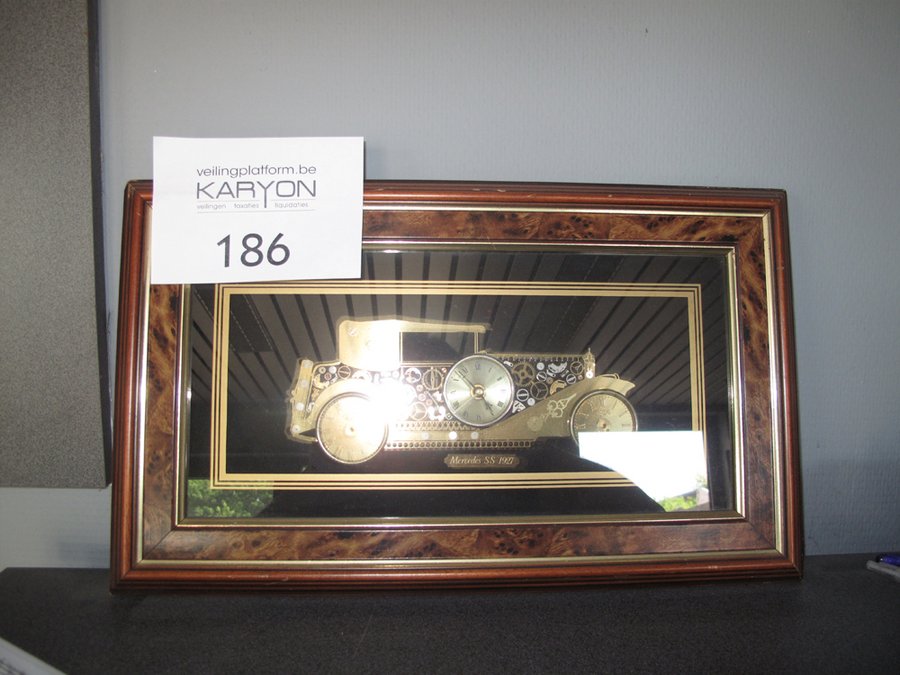 veilingplatform.be
KARYON
veilingen taxaties liquidaties
186
Mercedes SS 1927